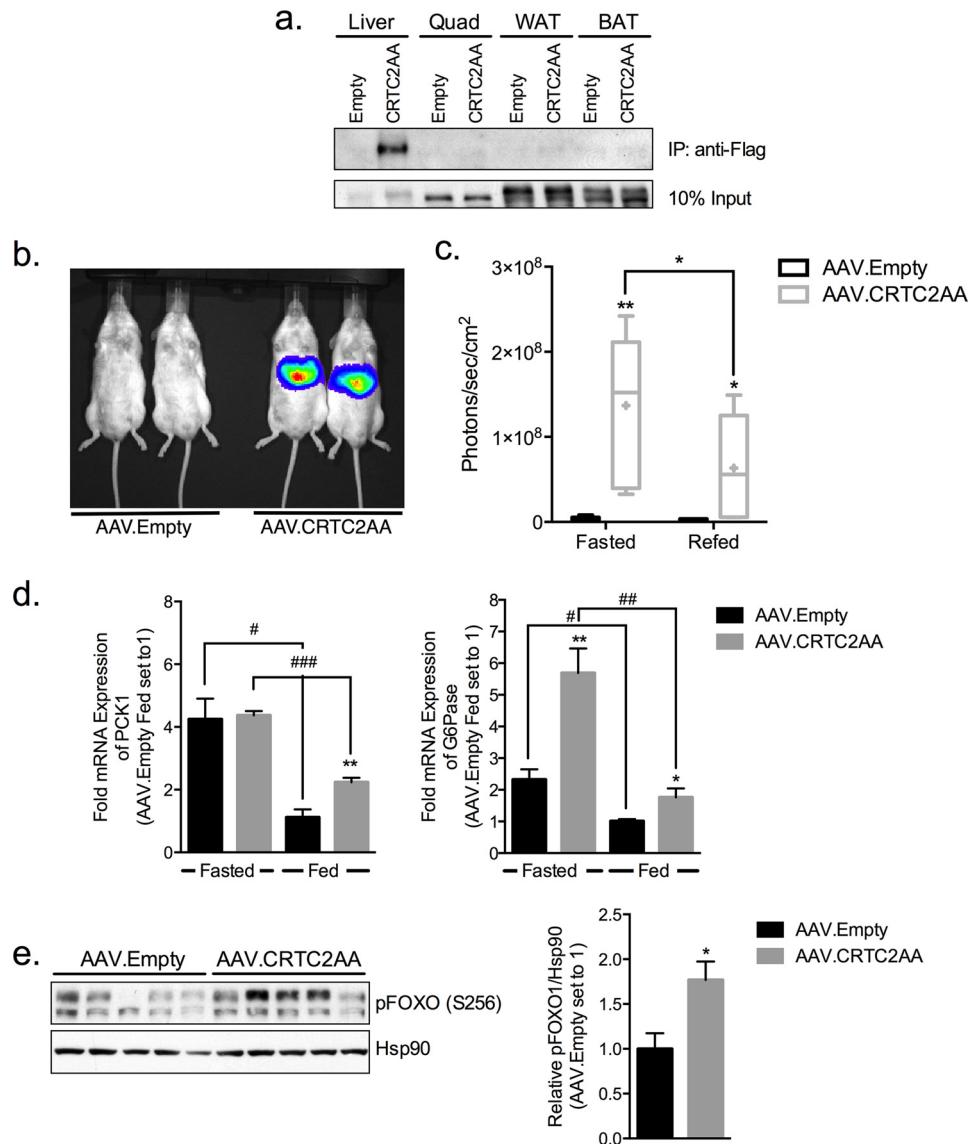 a.
Liver Quad WAT BAT
Empty CRTC2AA Empty CRTC2AA Empty CRTC2AA Empty CRTC2AA
IP: anti-Flag
10% Input
b.
AAV.Empty AAV.CRTC2AA
c.
3×10⁸
2×10⁸
1×10⁸
0
Photons/sec/cm²
** * *
Fasted Refed
AAV.Empty
AAV.CRTC2AA
d.
Fold mRNA Expression
of PCK1
(AAV.Empty Fed set to1)
8
6
4
2
0
#
###
**
Fasted Fed
Fold mRNA Expression
of G6Pase
(AAV.Empty Fed set to 1)
8
7
6
5
4
3
2
1
0
# ##
**
*
Fasted Fed
AAV.Empty
AAV.CRTC2AA
e.
AAV.Empty AAV.CRTC2AA
pFOXO (S256)
Hsp90
Relative pFOXO1/Hsp90
(AAV.Empty set to 1)
2.5
2.0
1.5
1.0
0.5
0.0
*
AAV.Empty
AAV.CRTC2AA